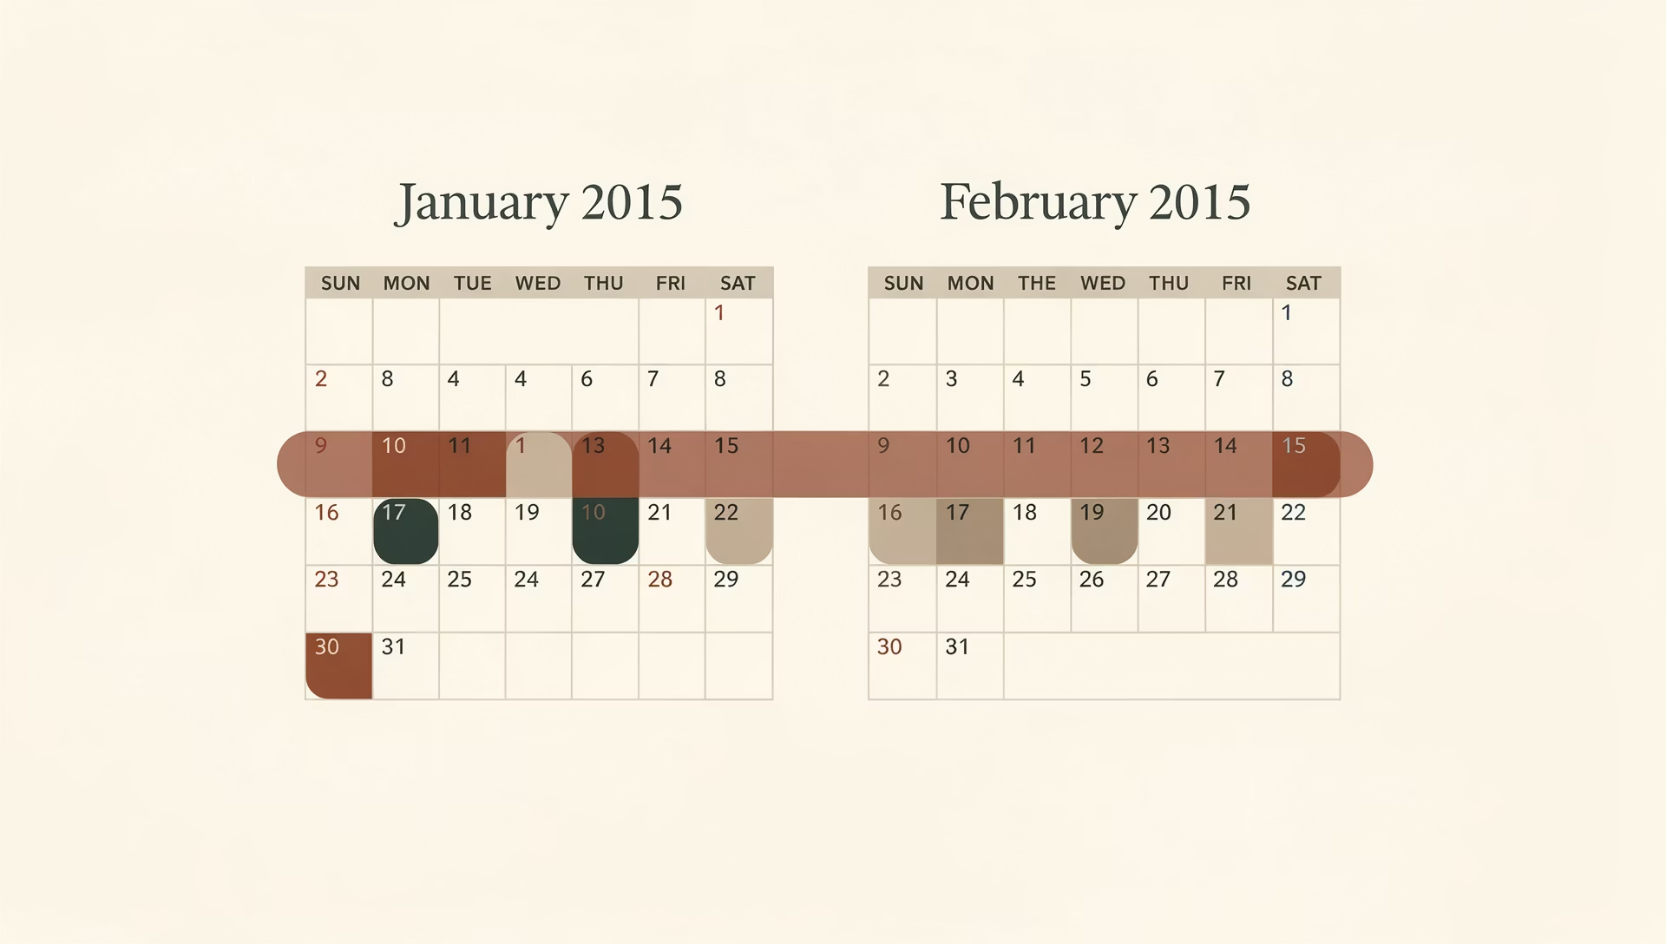 January 2015
SUN MON TUE WED THU FRI SAT
1
2 8 4 4 6 7 8
9 10 11 1 13 14 15
16 17 18 19 10 21 22
23 24 25 24 27 28 29
30 31
February 2015
SUN MON THE WED THU FRI SAT
1
2 3 4 5 6 7 8
9 10 11 12 13 14 15
16 17 18 19 20 21 22
23 24 25 26 27 28 29
30 31